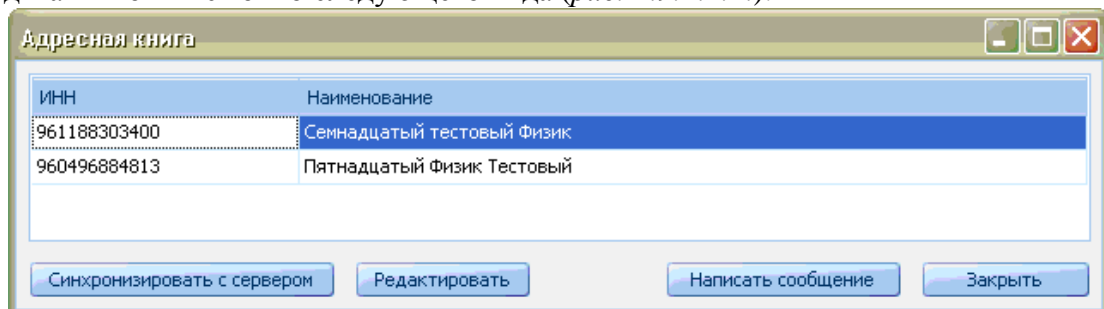 Адресная книга
ИНН Наименование
961188303400 Семнадцатый тестовый Физик
960496884813 Пятнадцатый Физик Тестовый
Синхронизировать с сервером Редактировать Написать сообщение Закрыть